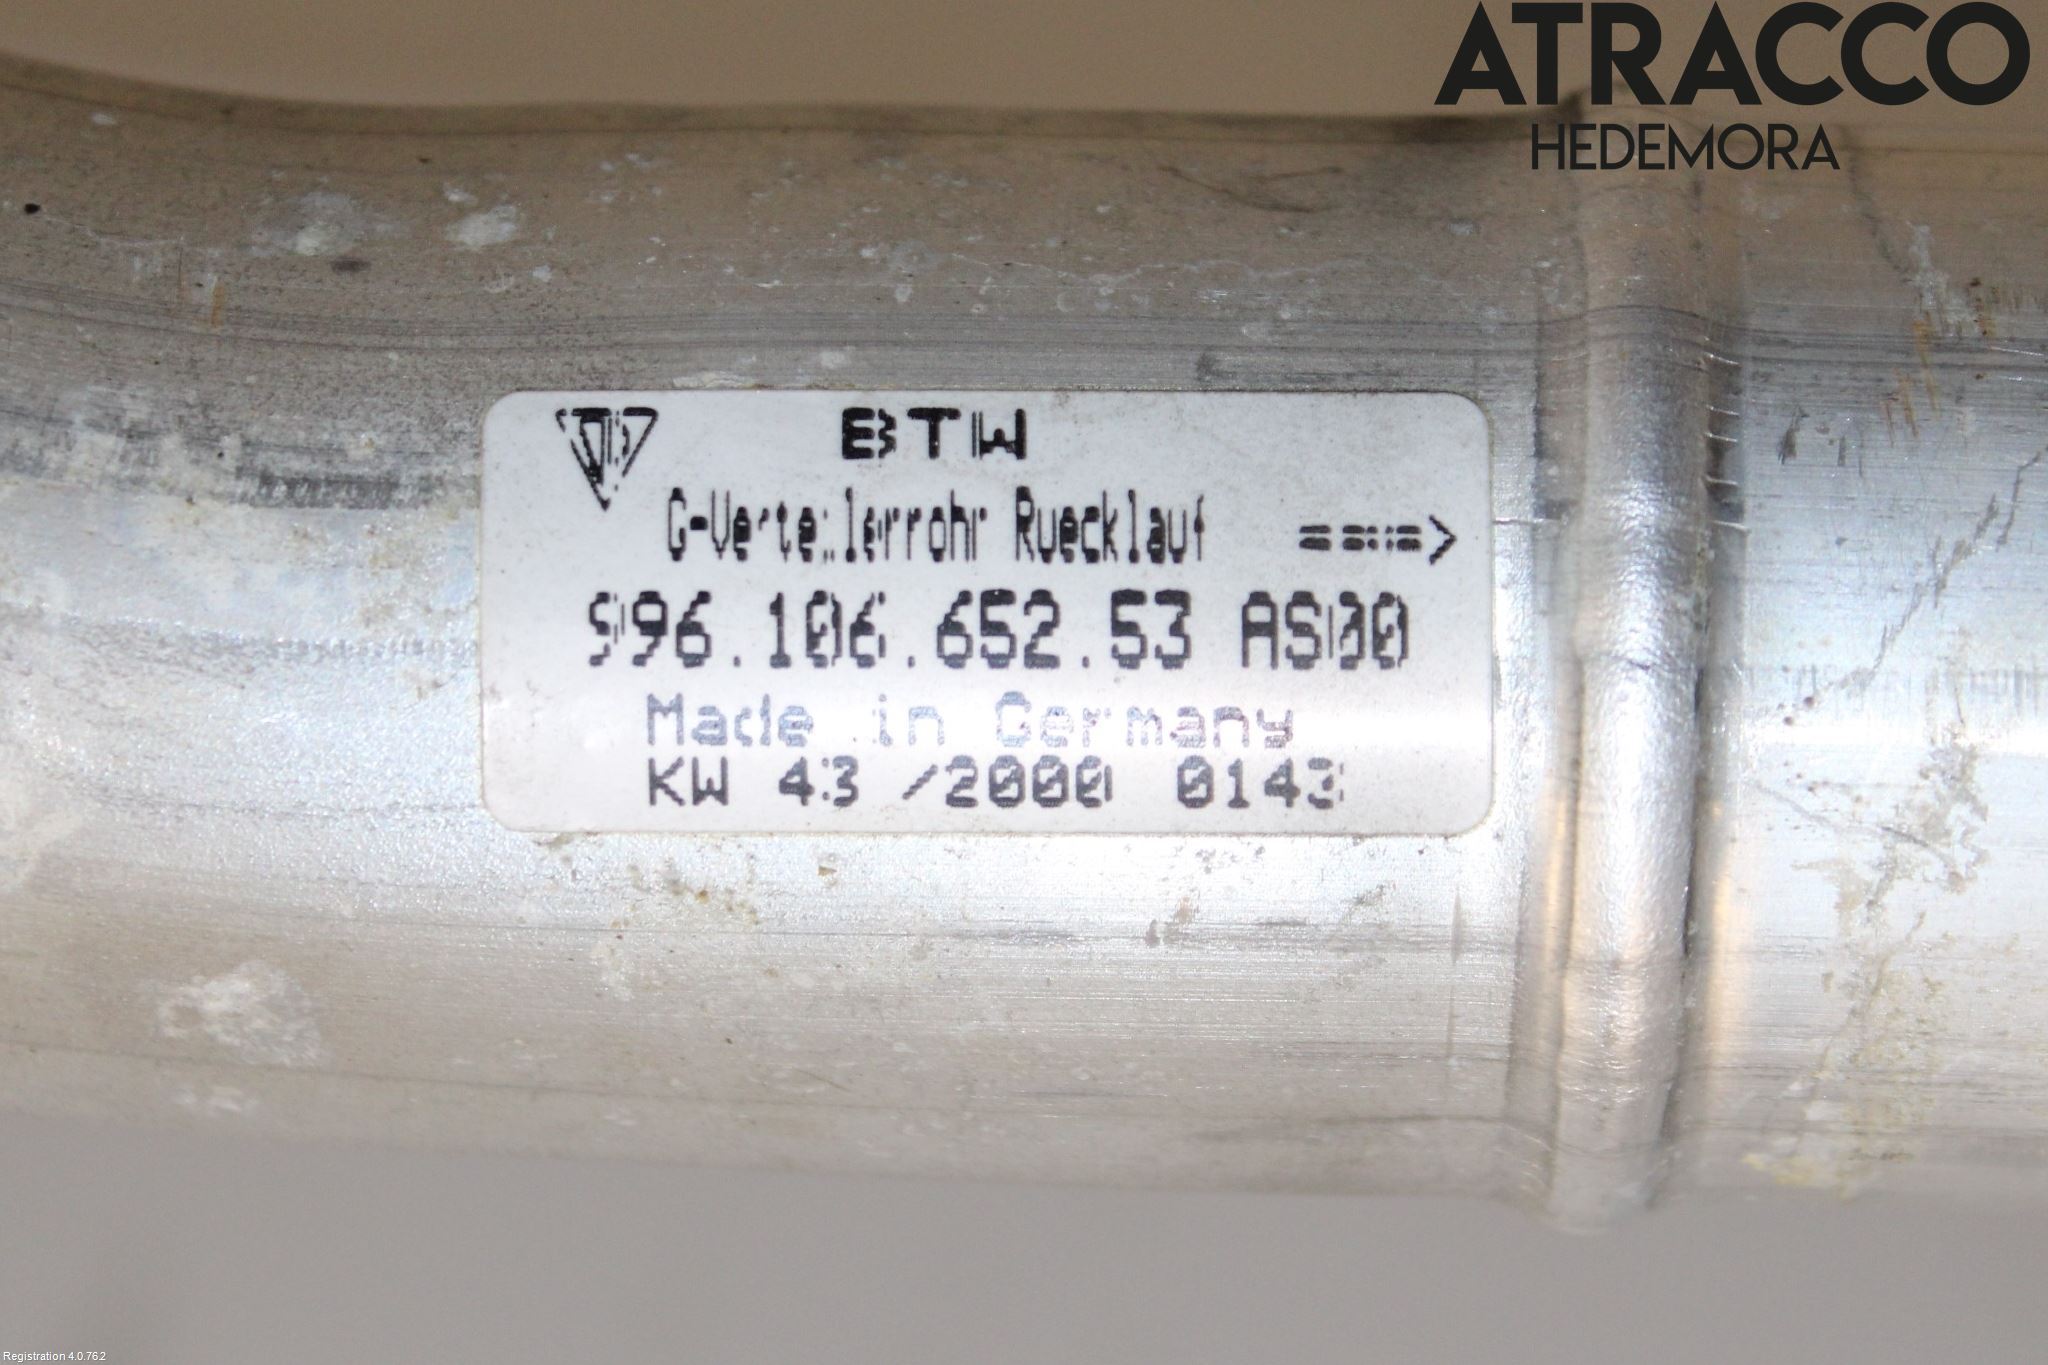 ATRACCO
HEDEMORA
BTW
G-Verteilerrohr Ruecklauf ===>
996.106.652.53 AS00
Made in Germany
KW 43 /2000 0143
Registration 4.0.762